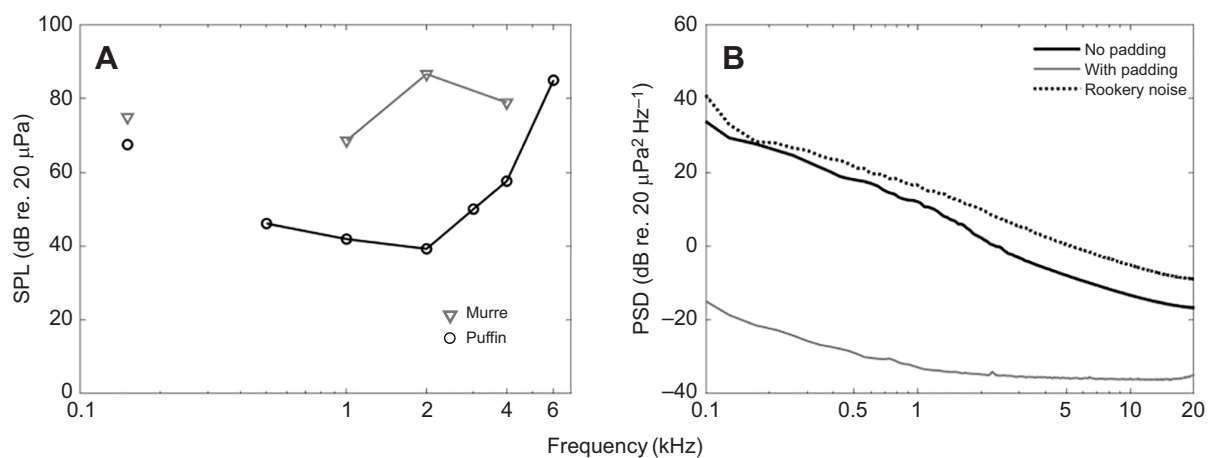 A
100
80
60
40
20
0
SPL (dB re. 20 μPa)
0.1
1
2
4
6
Murre
Puffin
B
60
40
20
0
–20
–40
PSD (dB re. 20 μPa² Hz⁻¹)
0.1
0.5
1
5
10
20
No padding
With padding
Rookery noise
Frequency (kHz)